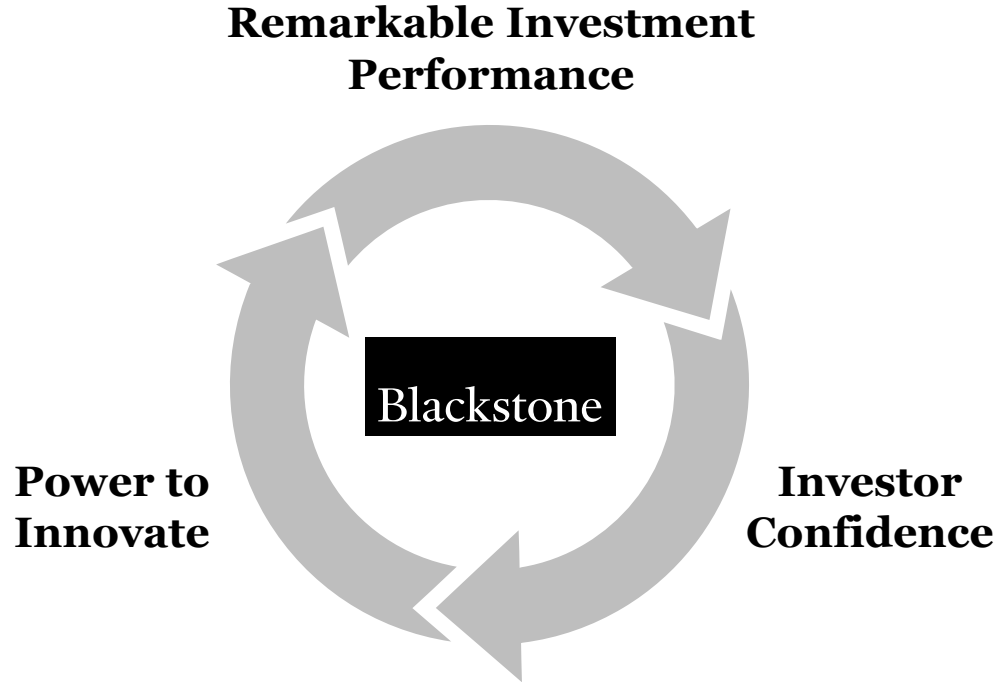 Remarkable Investment
Performance
Blackstone
Power to
Innovate
Investor
Confidence